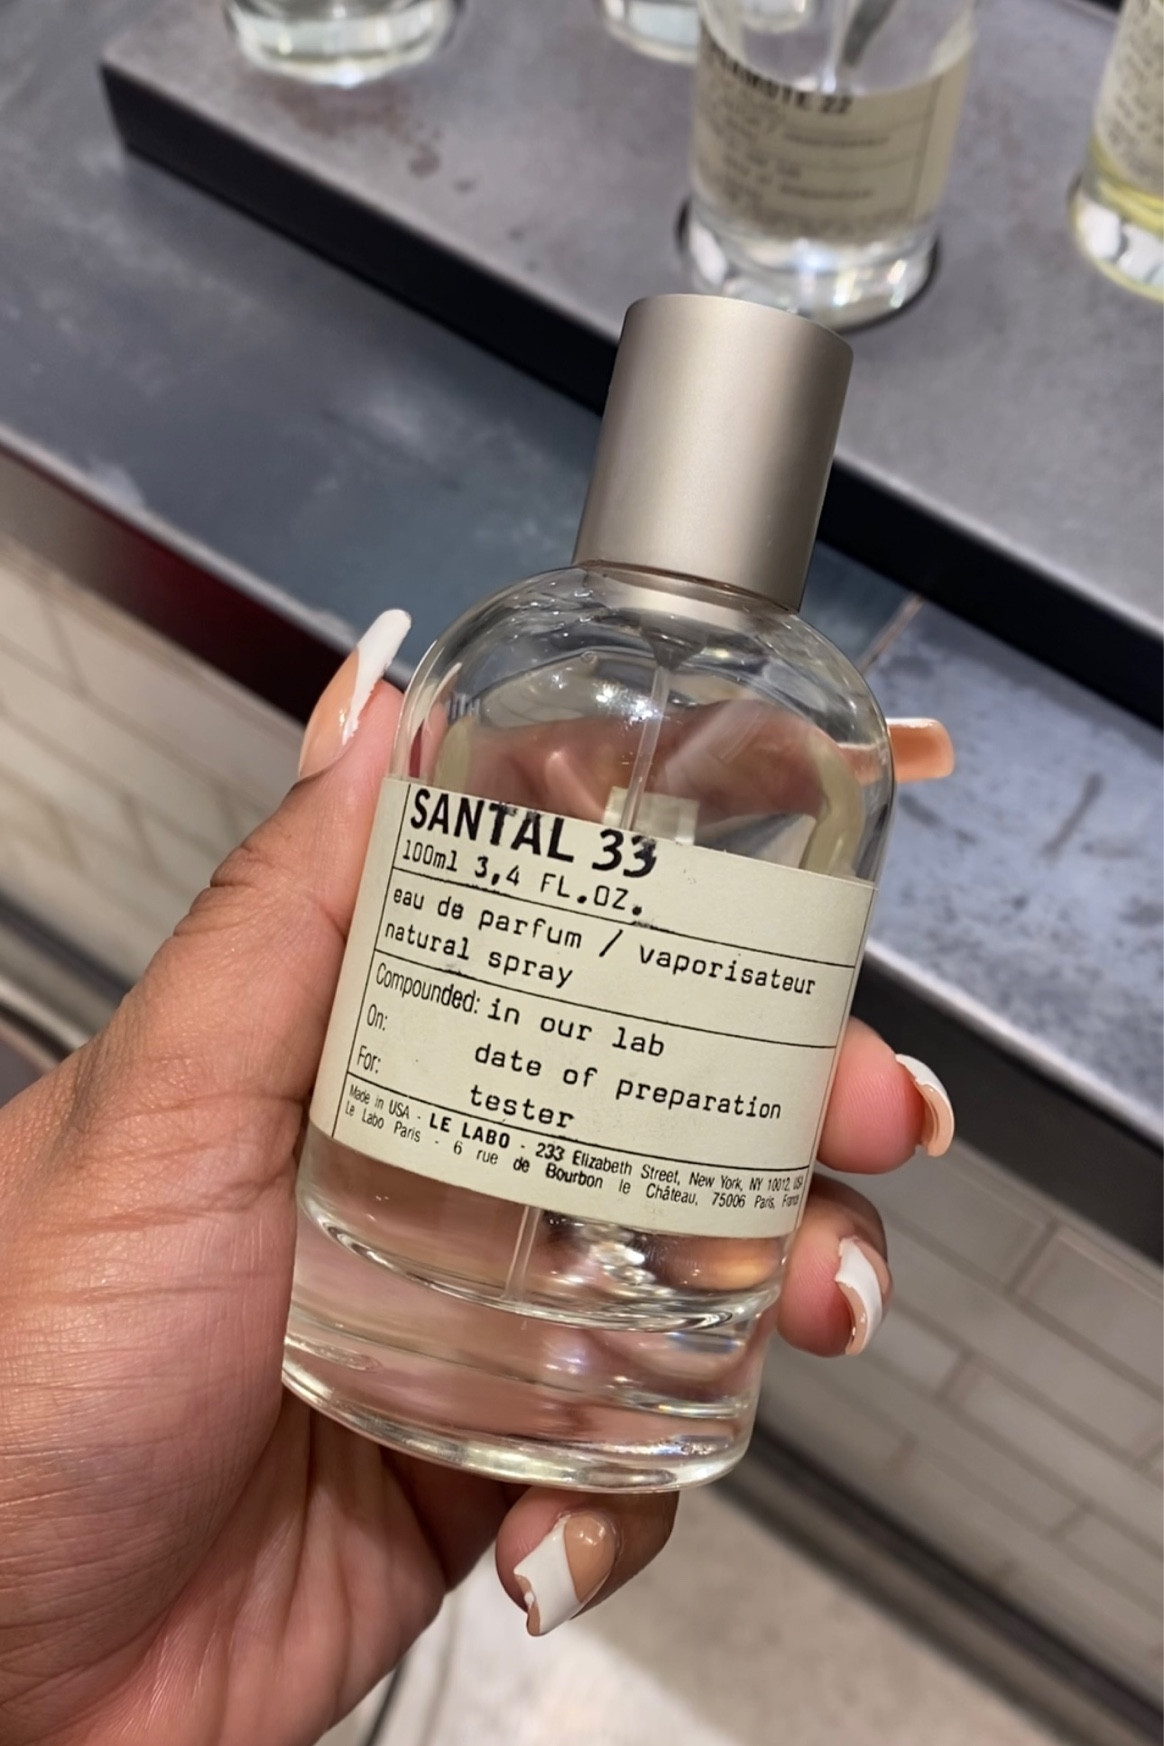 SANTAL 33
100ml 3,4 FL.OZ.
eau de parfum / vaporisateur
natural spray
Compounded: in our lab
On: date of preparation
For: tester
Made in USA - LE LABO - 233 Elizabeth Street, New York, NY 10012, USA
Le Labo Paris - 6 rue de Bourbon le Château, 75006 Paris, France
22